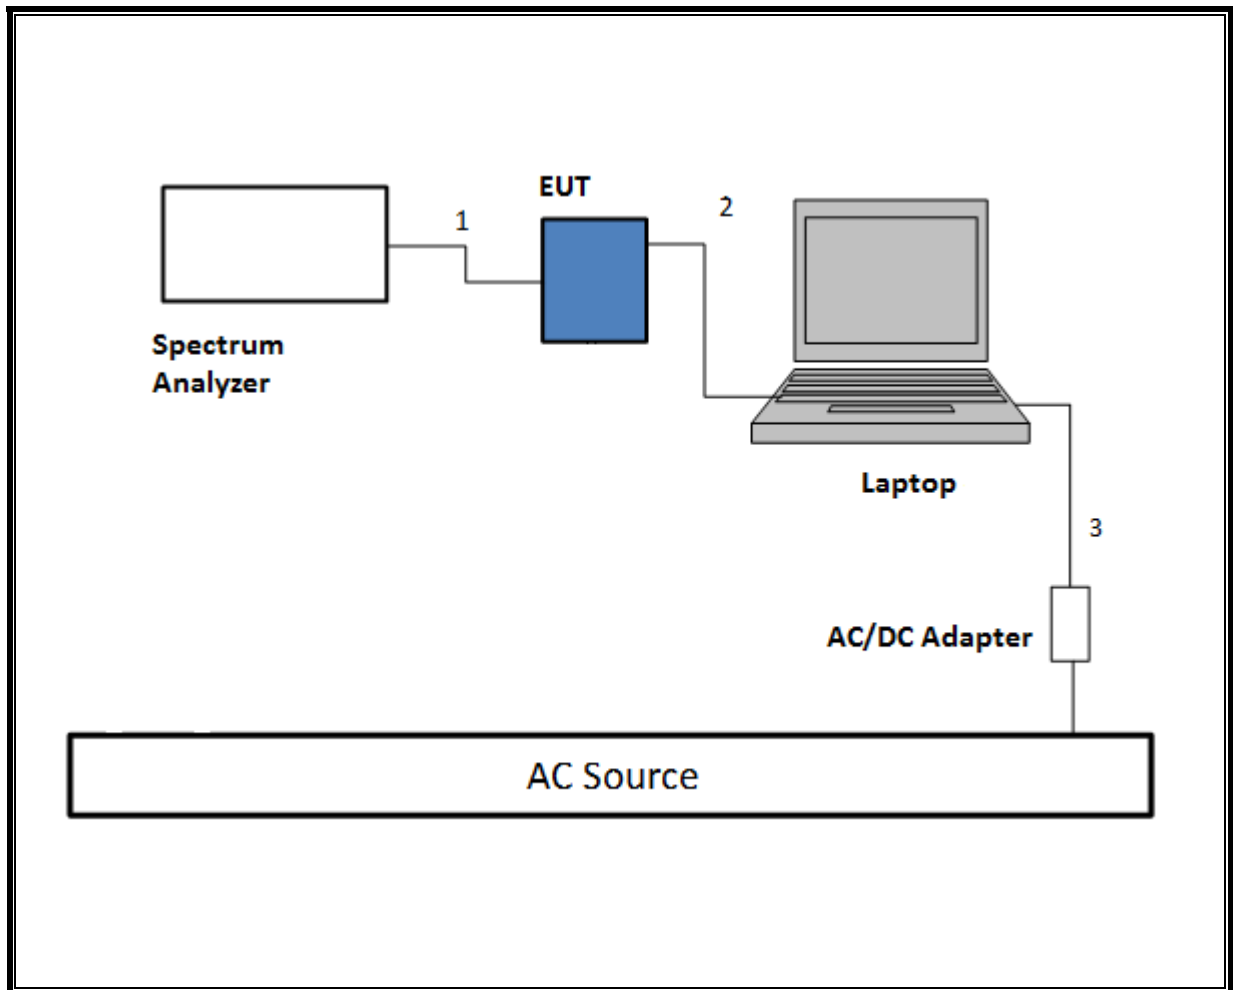 EUT
1
2
Spectrum
Analyzer
Laptop
3
AC/DC Adapter
AC Source